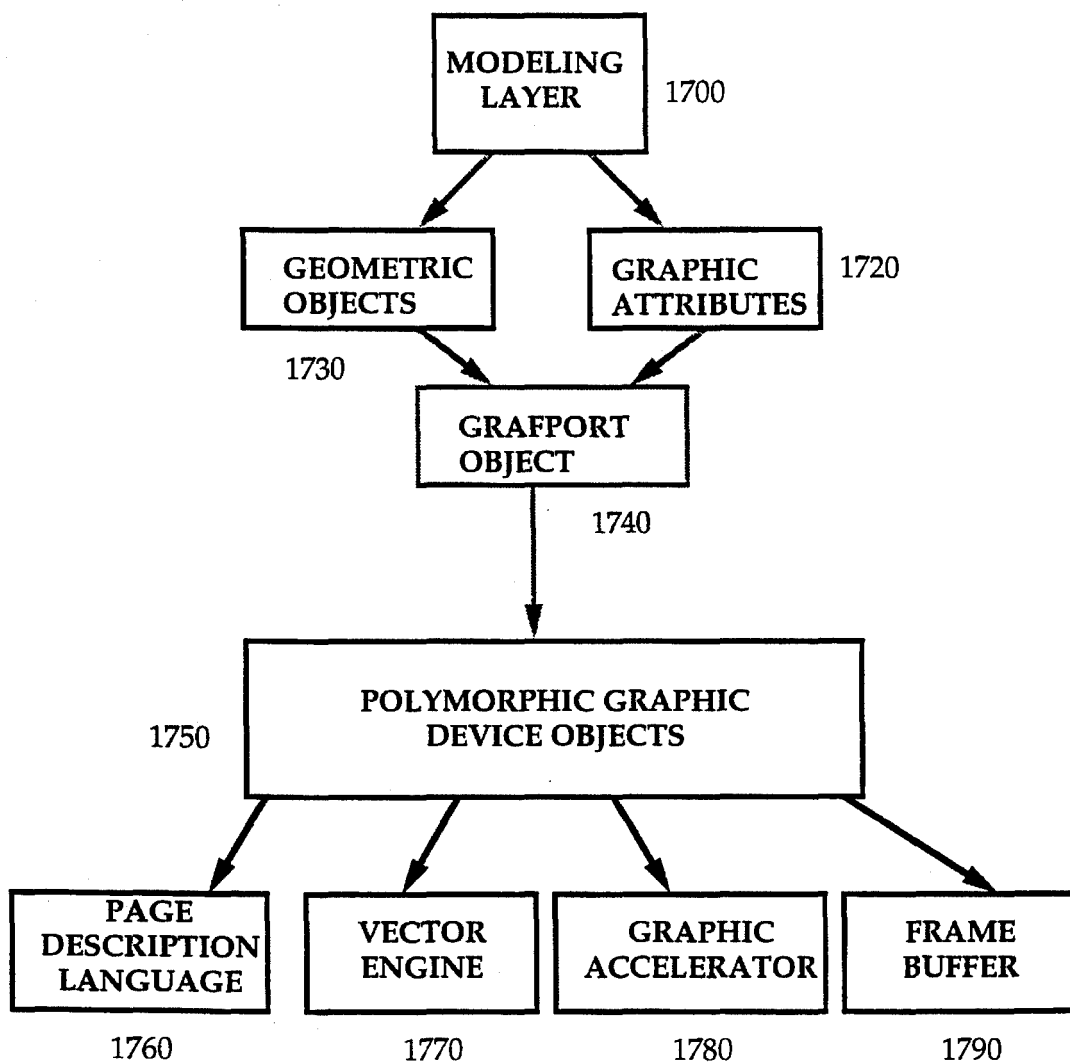 MODELING
LAYER
1700
GEOMETRIC
OBJECTS
1730
GRAPHIC
ATTRIBUTES
1720
GRAFPORT
OBJECT
1740
POLYMORPHIC GRAPHIC
DEVICE OBJECTS
1750
PAGE
DESCRIPTION
LANGUAGE
1760
VECTOR
ENGINE
1770
GRAPHIC
ACCELERATOR
1780
FRAME
BUFFER
1790